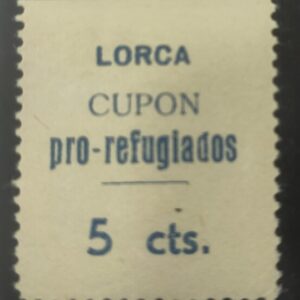 LORCA
CUPON
pro-refugiados
5 cts.